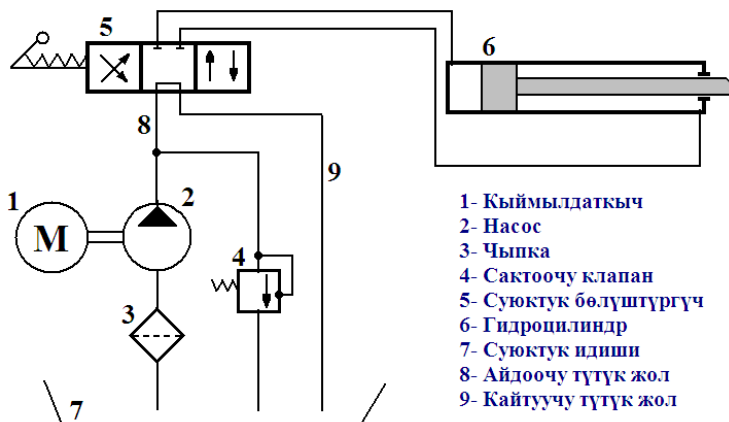 5
6
8
9
1
M
2
4
3
7
1- Кыймылдаткыч
2- Насос
3- Чыпка
4- Сактоочу клапан
5- Суюктук бөлүштүргүч
6- Гидроцилиндр
7- Суюктук идиши
8- Айдоочу түтүк жол
9- Кайтуучу түтүк жол